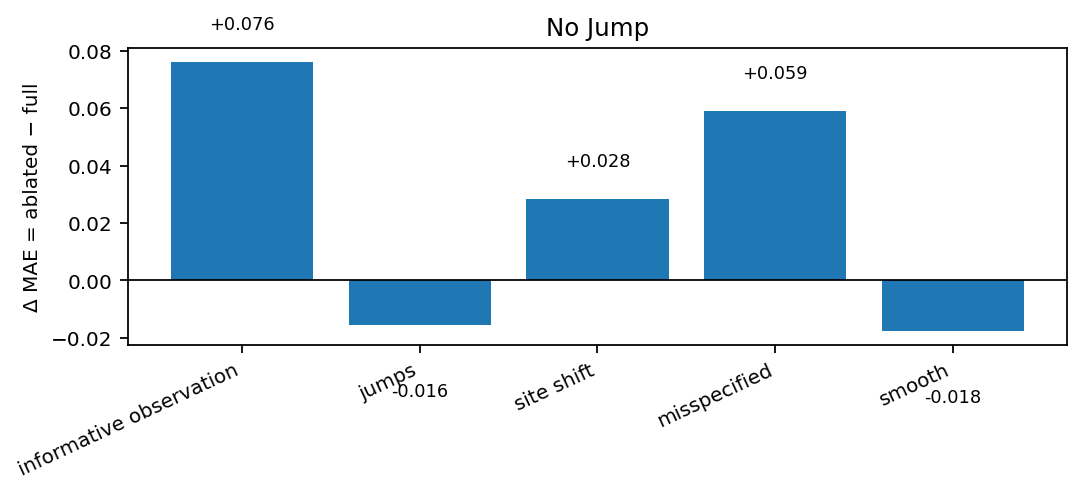 No Jump
+0.076
+0.059
+0.028
-0.016
-0.018
Δ MAE = ablated − full
0.08
0.06
0.04
0.02
0.00
−0.02
informative observation
jumps
site shift
misspecified
smooth